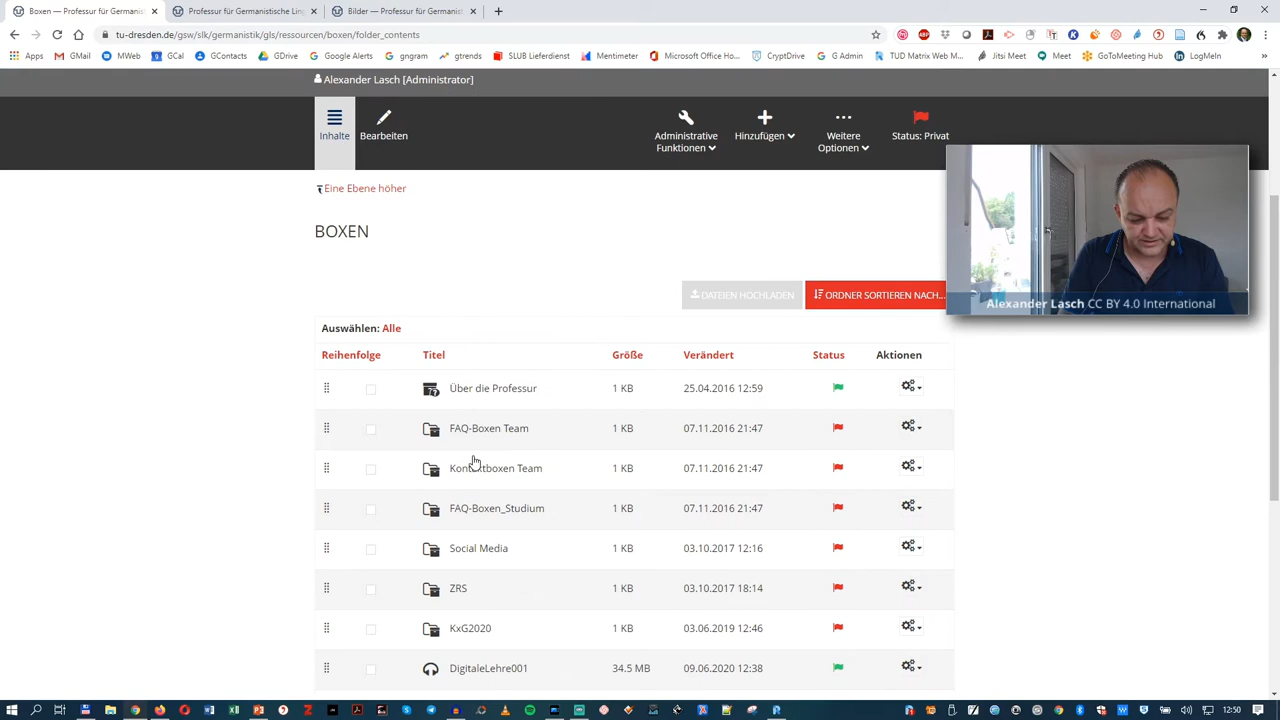 Boxen — Professur für Germanistis
Professur für Germanistische Ling
Bilder — Professur für Germanisti
tu-dresden.de/gsw/slk/germanistik/gls/ressourcen/boxen/folder_contents
Apps
GMail
MWeb
GCal
GContacts
GDrive
Google Alerts
gngram
gtrends
SLUB Lieferdienst
Mentimeter
Microsoft Office Ho...
CryptDrive
G Admin
TUD Matrix Web M...
Jitsi Meet
GoToMeeting Hub
LogMeIn
Alexander Lasch [Administrator]
Inhalte
Bearbeiten
Administrative Funktionen
Hinzufügen
Weitere Optionen
Status: Privat
Eine Ebene höher
BOXEN
DATEIEN HOCHLADEN
ORDNER SORTIEREN NACH...
Alexander Lasch CC BY 4.0 International
Auswählen: Alle
Reihenfolge Titel Größe Verändert Status Aktionen
Über die Professur 1 KB 25.04.2016 12:59
FAQ-Boxen Team 1 KB 07.11.2016 21:47
Kontaktboxen Team 1 KB 07.11.2016 21:47
FAQ-Boxen_Studium 1 KB 07.11.2016 21:47
Social Media 1 KB 03.10.2017 12:16
ZRS 1 KB 03.10.2017 18:14
KxG2020 1 KB 03.06.2019 12:46
DigitaleLehre001 34.5 MB 09.06.2020 12:38
12:50